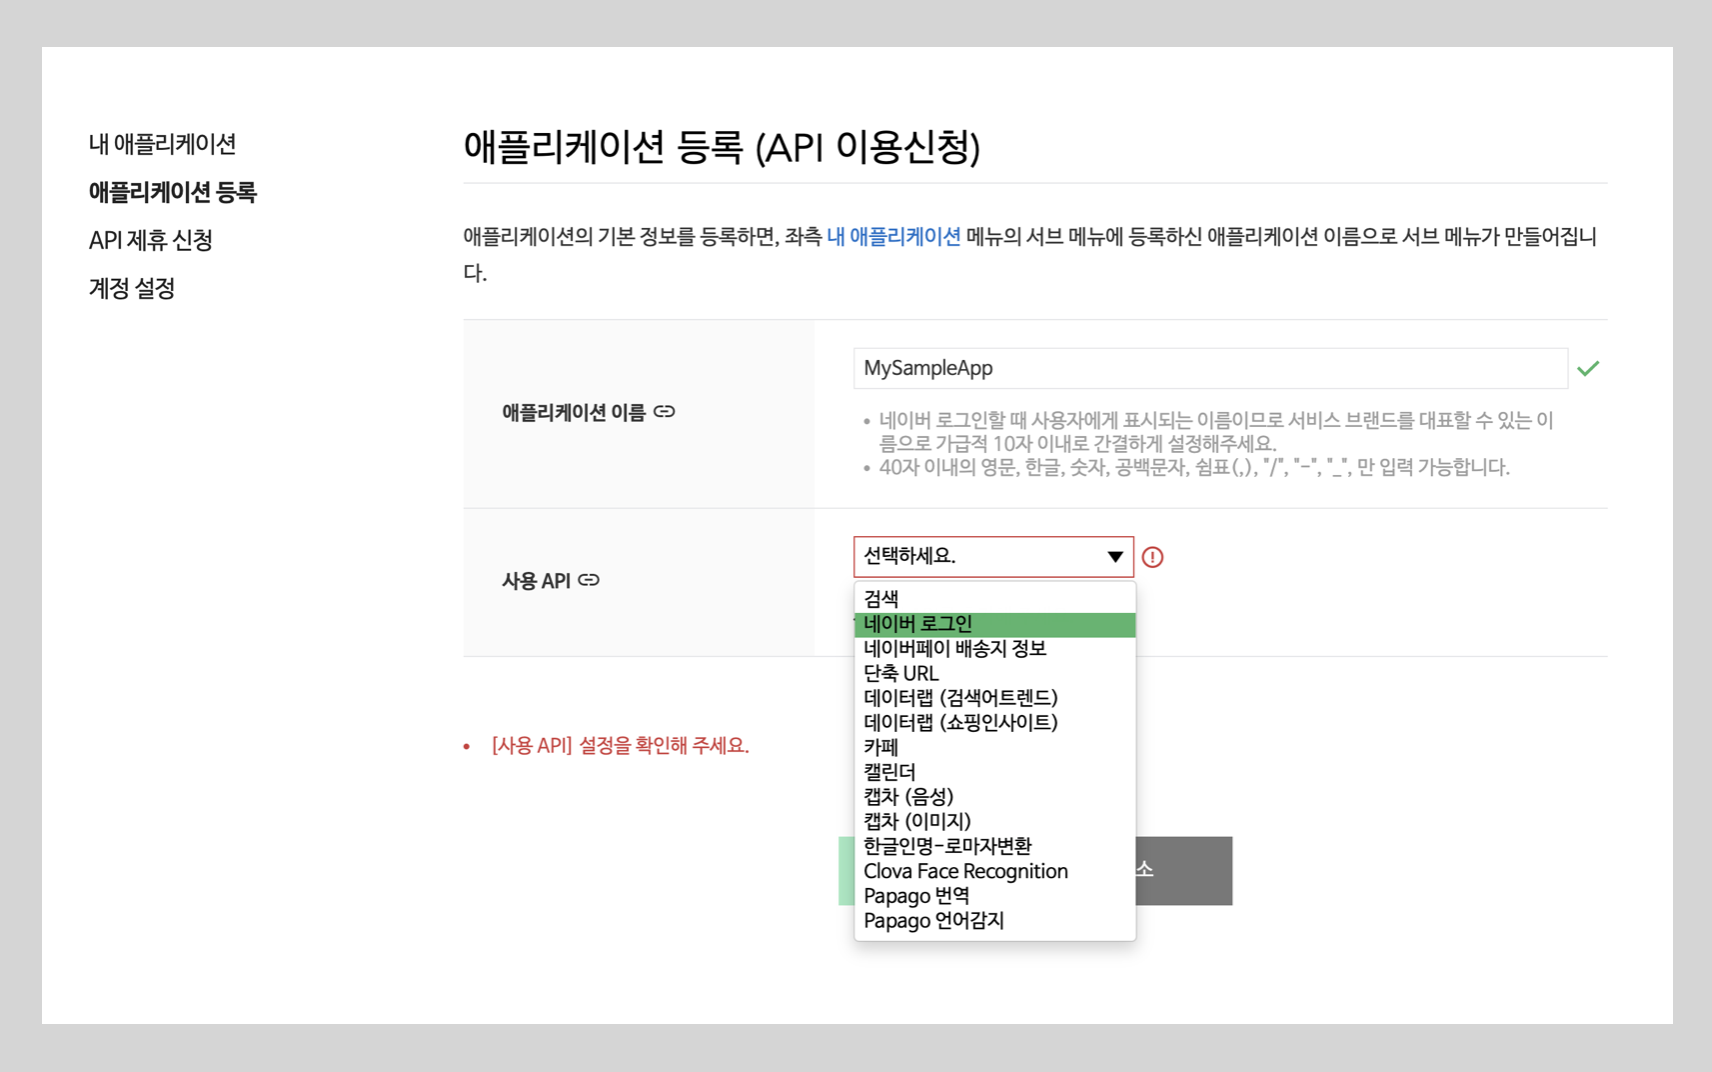 내 애플리케이션
애플리케이션 등록
API 제휴 신청
계정 설정
애플리케이션 등록 (API 이용신청)
애플리케이션의 기본 정보를 등록하면, 좌측 내 애플리케이션 메뉴의 서브 메뉴에 등록하신 애플리케이션 이름으로 서브 메뉴가 만들어집니
다.
애플리케이션 이름
MySampleApp
• 네이버 로그인할 때 사용자에게 표시되는 이름이므로 서비스 브랜드를 대표할 수 있는 이
름으로 가급적 10자 이내로 간결하게 설정해주세요.
• 40자 이내의 영문, 한글, 숫자, 공백문자, 쉼표(,), "/", "-", "_", 만 입력 가능합니다.
사용 API
선택하세요.
검색
네이버 로그인
네이버페이 배송지 정보
단축 URL
데이터랩 (검색어트렌드)
데이터랩 (쇼핑인사이트)
카페
캘린더
캡차 (음성)
캡차 (이미지)
한글인명-로마자변환
Clova Face Recognition
Papago 번역
Papago 언어감지
• [사용 API] 설정을 확인해 주세요.
소